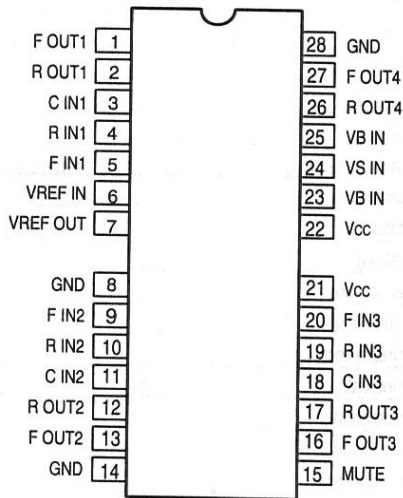 F OUT1 1
R OUT1 2
C IN1 3
R IN1 4
F IN1 5
VREF IN 6
VREF OUT 7
GND 8
F IN2 9
R IN2 10
C IN2 11
R OUT2 12
F OUT2 13
GND 14
28 GND
27 F OUT4
26 R OUT4
25 VB IN
24 VS IN
23 VB IN
22 Vcc
21 Vcc
20 F IN3
19 R IN3
18 C IN3
17 R OUT3
16 F OUT3
15 MUTE